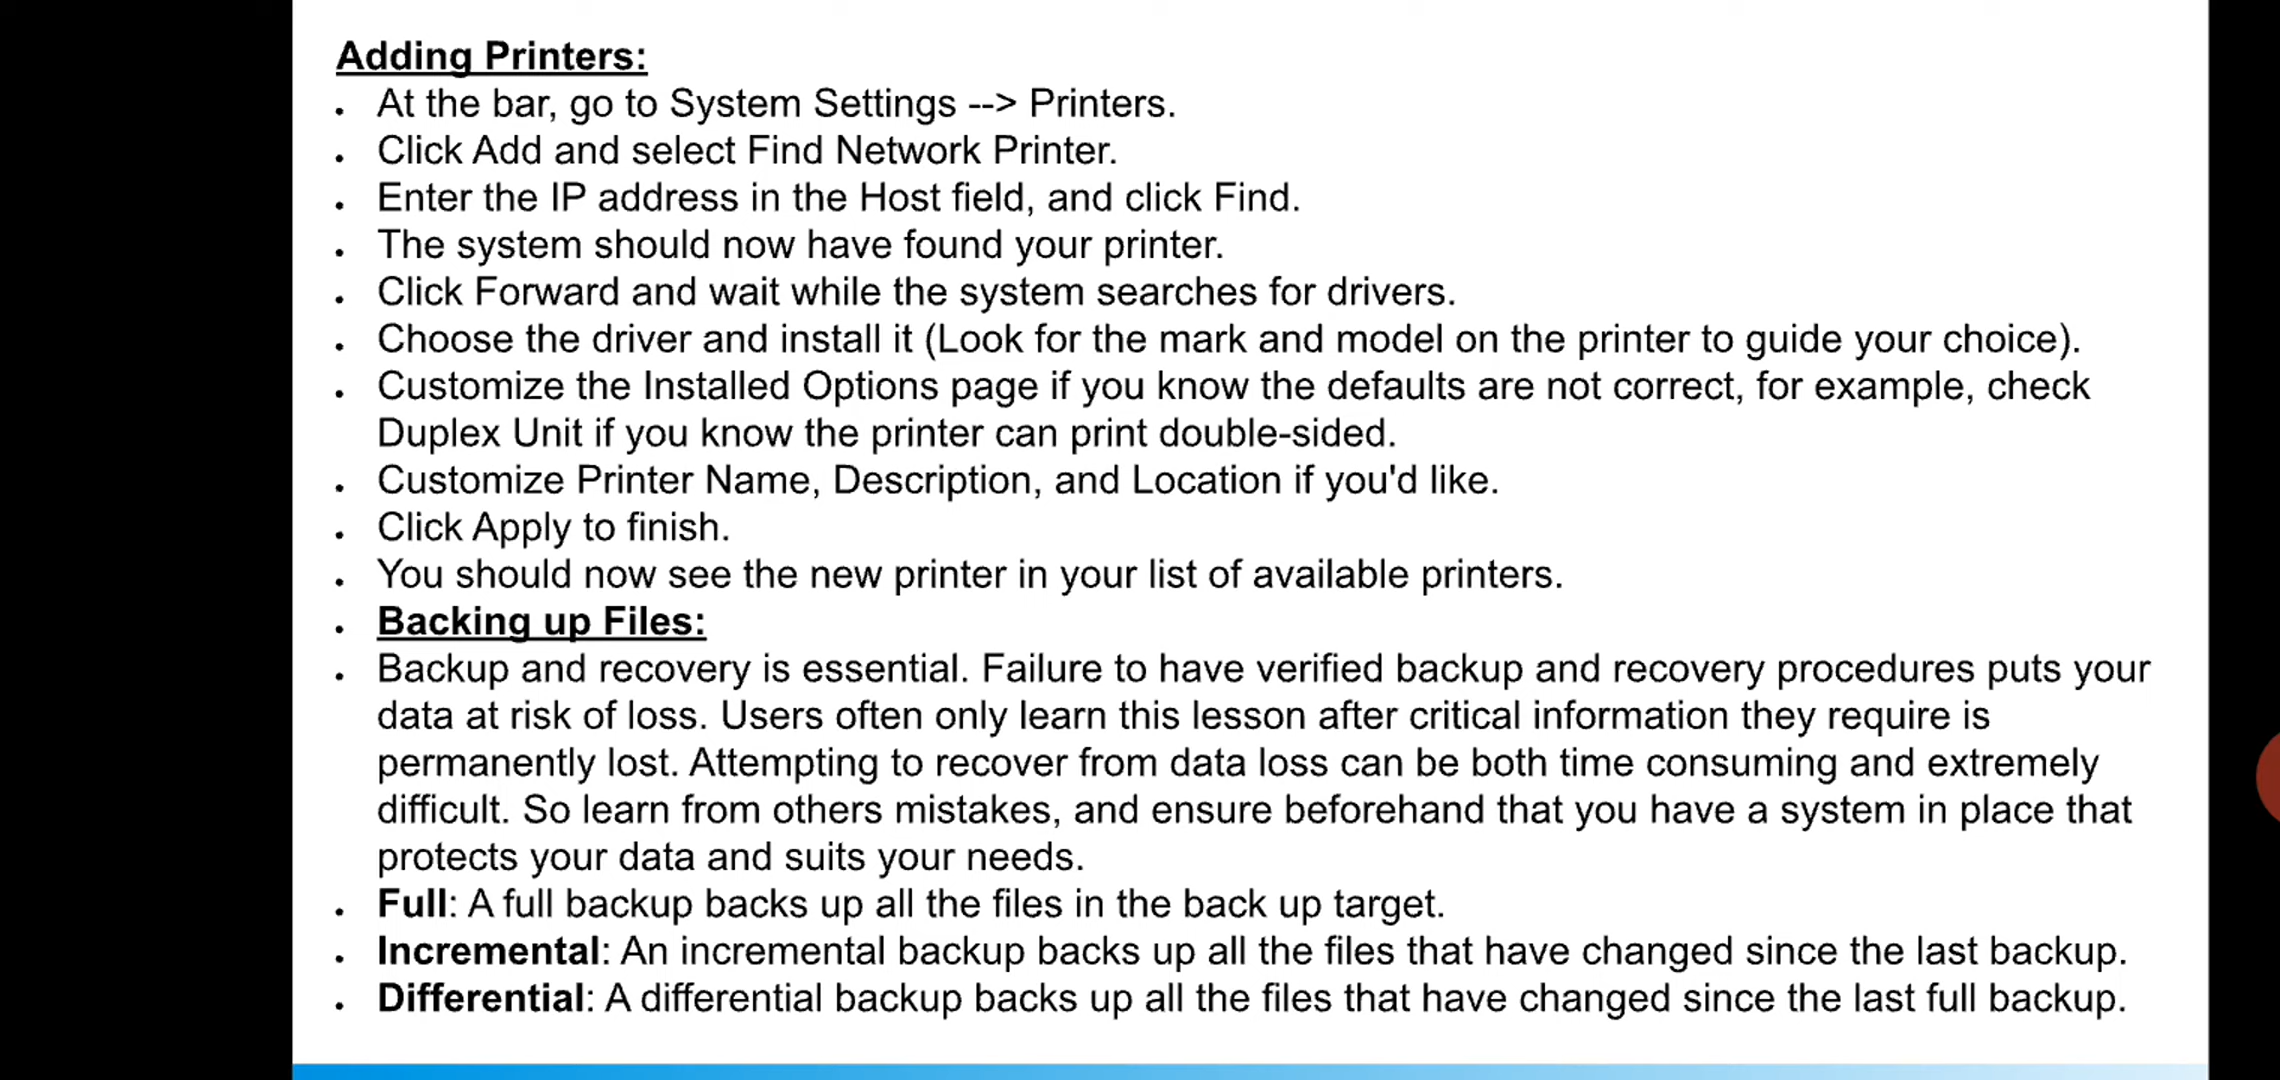 Adding Printers:
• At the bar, go to System Settings --> Printers.
• Click Add and select Find Network Printer.
• Enter the IP address in the Host field, and click Find.
• The system should now have found your printer.
• Click Forward and wait while the system searches for drivers.
• Choose the driver and install it (Look for the mark and model on the printer to guide your choice).
• Customize the Installed Options page if you know the defaults are not correct, for example, check
Duplex Unit if you know the printer can print double-sided.
• Customize Printer Name, Description, and Location if you'd like.
• Click Apply to finish.
• You should now see the new printer in your list of available printers.
• Backing up Files:
• Backup and recovery is essential. Failure to have verified backup and recovery procedures puts your
data at risk of loss. Users often only learn this lesson after critical information they require is
permanently lost. Attempting to recover from data loss can be both time consuming and extremely
difficult. So learn from others mistakes, and ensure beforehand that you have a system in place that
protects your data and suits your needs.
• Full: A full backup backs up all the files in the back up target.
• Incremental: An incremental backup backs up all the files that have changed since the last backup.
• Differential: A differential backup backs up all the files that have changed since the last full backup.